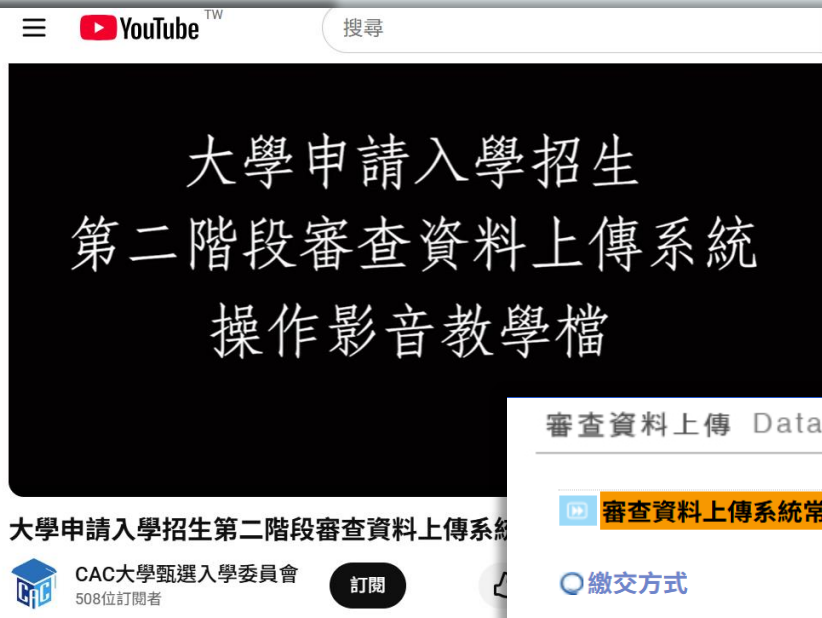 YouTube TW
搜尋
大學申請入學招生
第二階段審查資料上傳系統
操作影音教學檔
審查資料上傳 Data
審查資料上傳系統常
繳交方式
大學申請入學招生第二階段審查資料上傳系統
CAC大學甄選入學委員會
508位訂閱者
訂閱
CAC